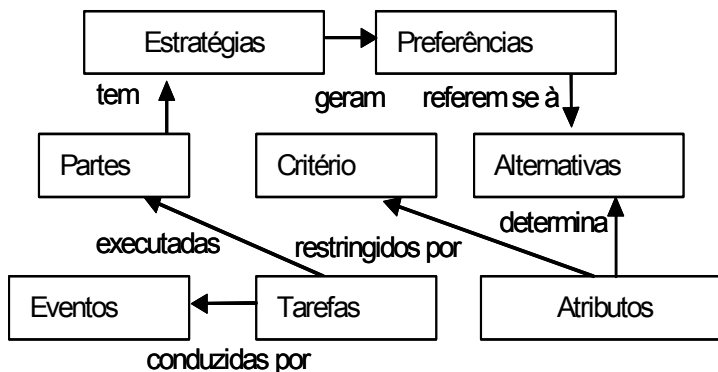 Estratégias
Preferências
tem
geram
referem se à
Partes
Critério
Alternativas
determina
executadas
restringidos por
Eventos
Tarefas
Atributos
conduzidas por